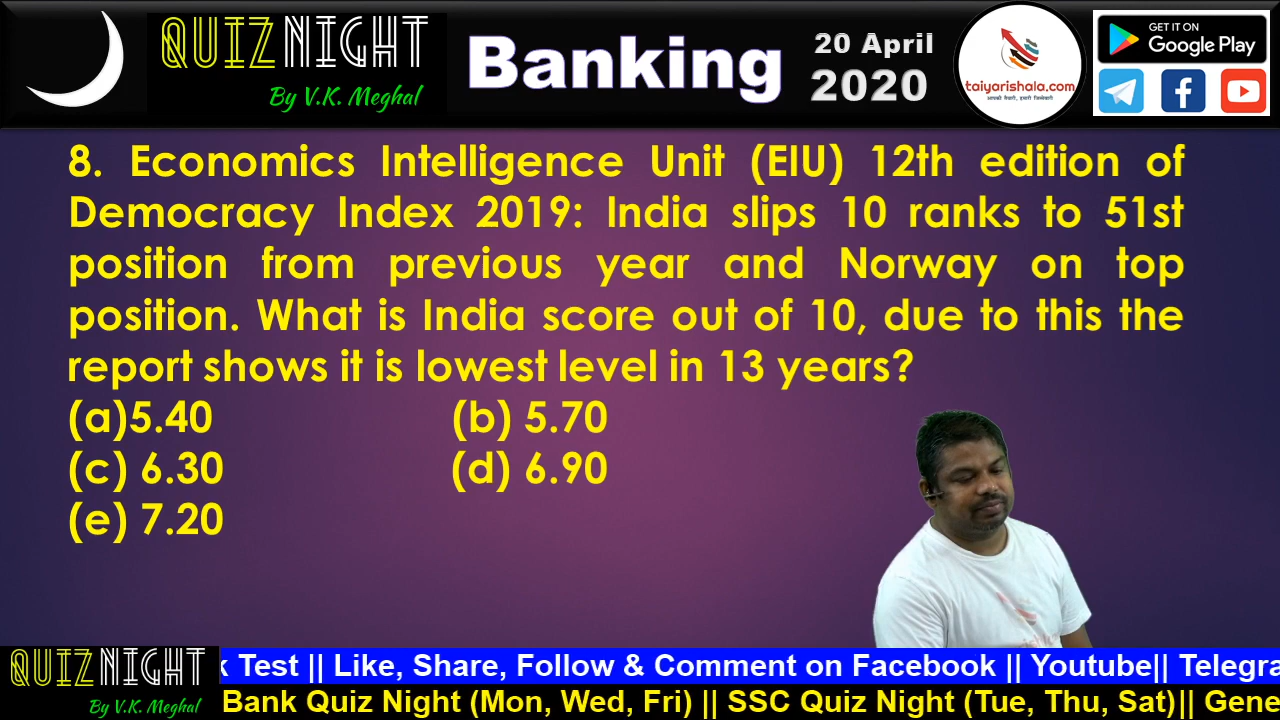 QUIZ NIGHT
By V.K. Meghal
Banking
20 April
2020
taiyarishala.com
आपकी तैयारी, हमारी जिम्मेदारी
GET IT ON
Google Play
8. Economics Intelligence Unit (EIU) 12th edition of
Democracy Index 2019: India slips 10 ranks to 51st
position from previous year and Norway on top
position. What is India score out of 10, due to this the
report shows it is lowest level in 13 years?
(a)5.40 (b) 5.70
(c) 6.30 (d) 6.90
(e) 7.20
QUIZ NIGHT
By V.K. Meghal
k Test || Like, Share, Follow & Comment on Facebook || Youtube|| Telegra
Bank Quiz Night (Mon, Wed, Fri) || SSC Quiz Night (Tue, Thu, Sat)|| Gene